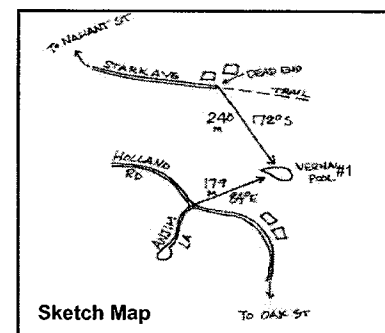 TO NAHANT ST.
STARK AVE
DEAD END
TRAIL
240 M
172° S
HOLLAND RD
VERNAL POOL #1
179 M
84° E
LA
TO OAK ST
Sketch Map